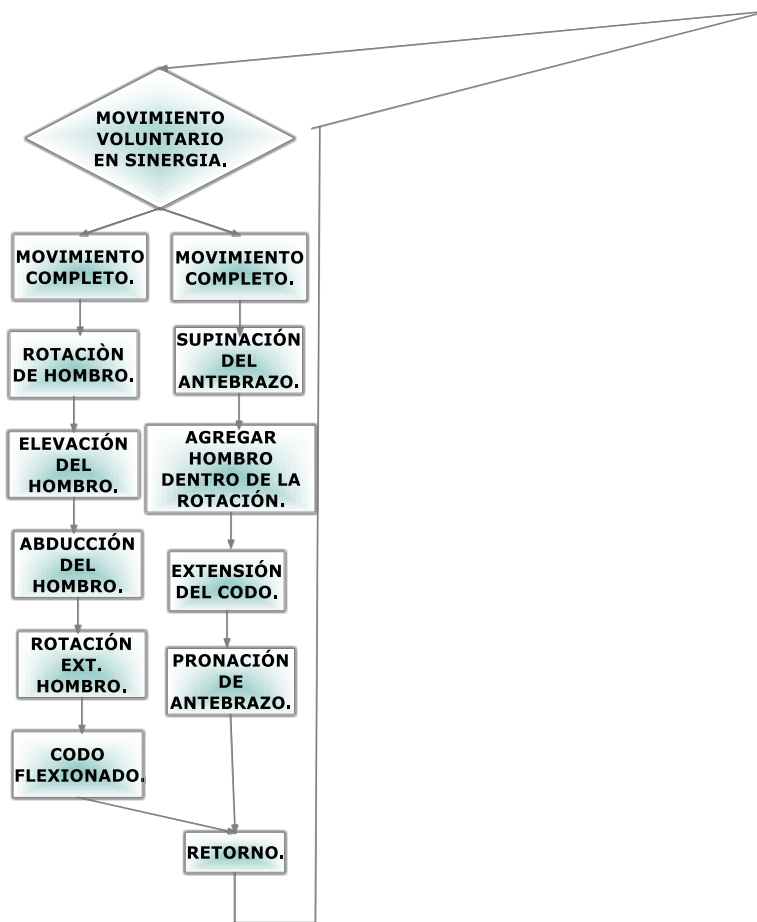 MOVIMIENTO
VOLUNTARIO
EN SINERGIA.
MOVIMIENTO
COMPLETO.
ROTACIÒN
DE HOMBRO.
ELEVACIÓN
DEL
HOMBRO.
ABDUCCIÓN
DEL
HOMBRO.
ROTACIÓN
EXT.
HOMBRO.
CODO
FLEXIONADO.
MOVIMIENTO
COMPLETO.
SUPINACIÓN
DEL
ANTEBRAZO.
AGREGAR
HOMBRO
DENTRO DE LA
ROTACIÓN.
EXTENSIÓN
DEL CODO.
PRONACIÓN
DE
ANTEBRAZO.
RETORNO.